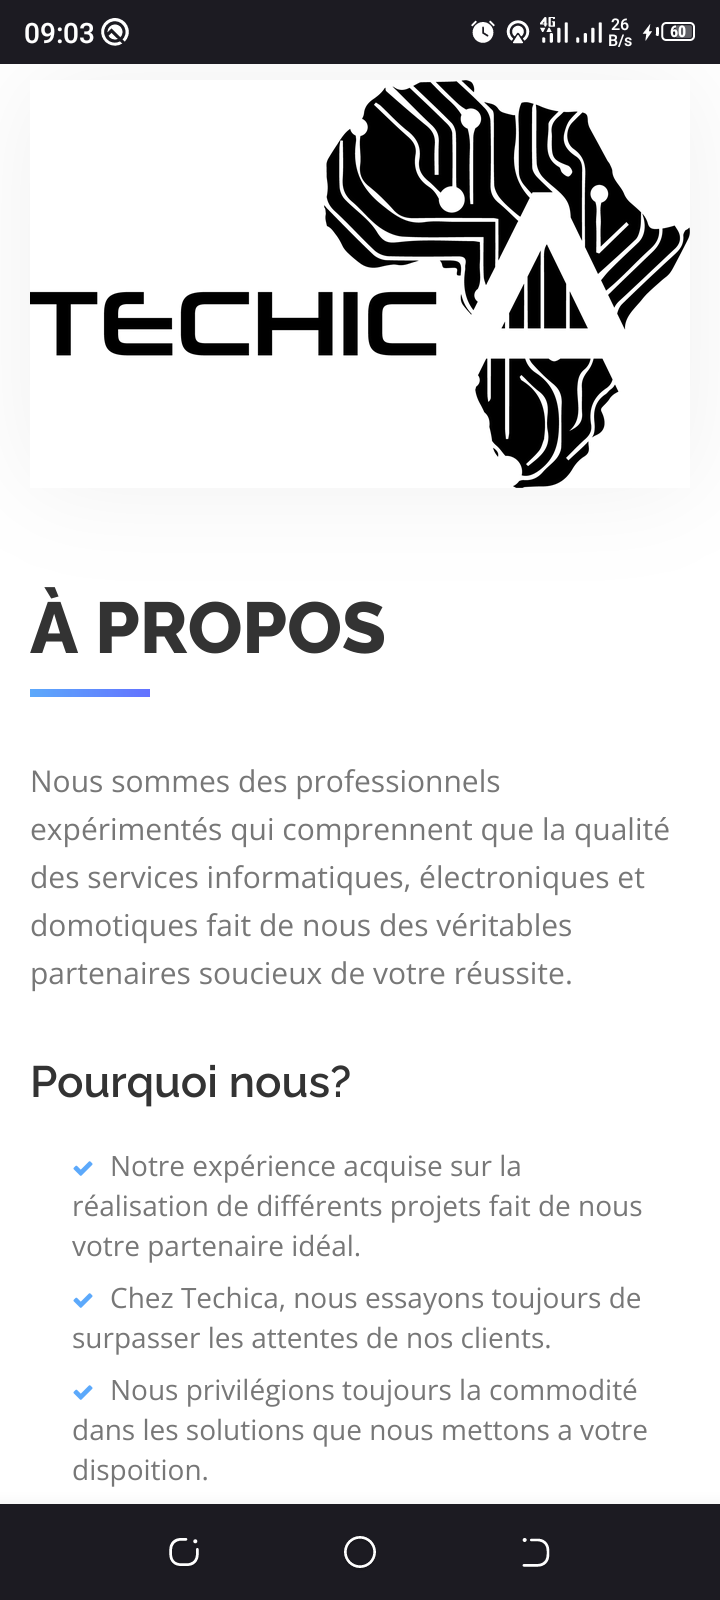 09:03
4G
26
B/s
60
TECHICA
À PROPOS
Nous sommes des professionnels
expérimentés qui comprennent que la qualité
des services informatiques, électroniques et
domotiques fait de nous des véritables
partenaires soucieux de votre réussite.
Pourquoi nous?
Notre expérience acquise sur la
réalisation de différents projets fait de nous
votre partenaire idéal.
Chez Techica, nous essayons toujours de
surpasser les attentes de nos clients.
Nous privilégions toujours la commodité
dans les solutions que nous mettons a votre
dispoition.